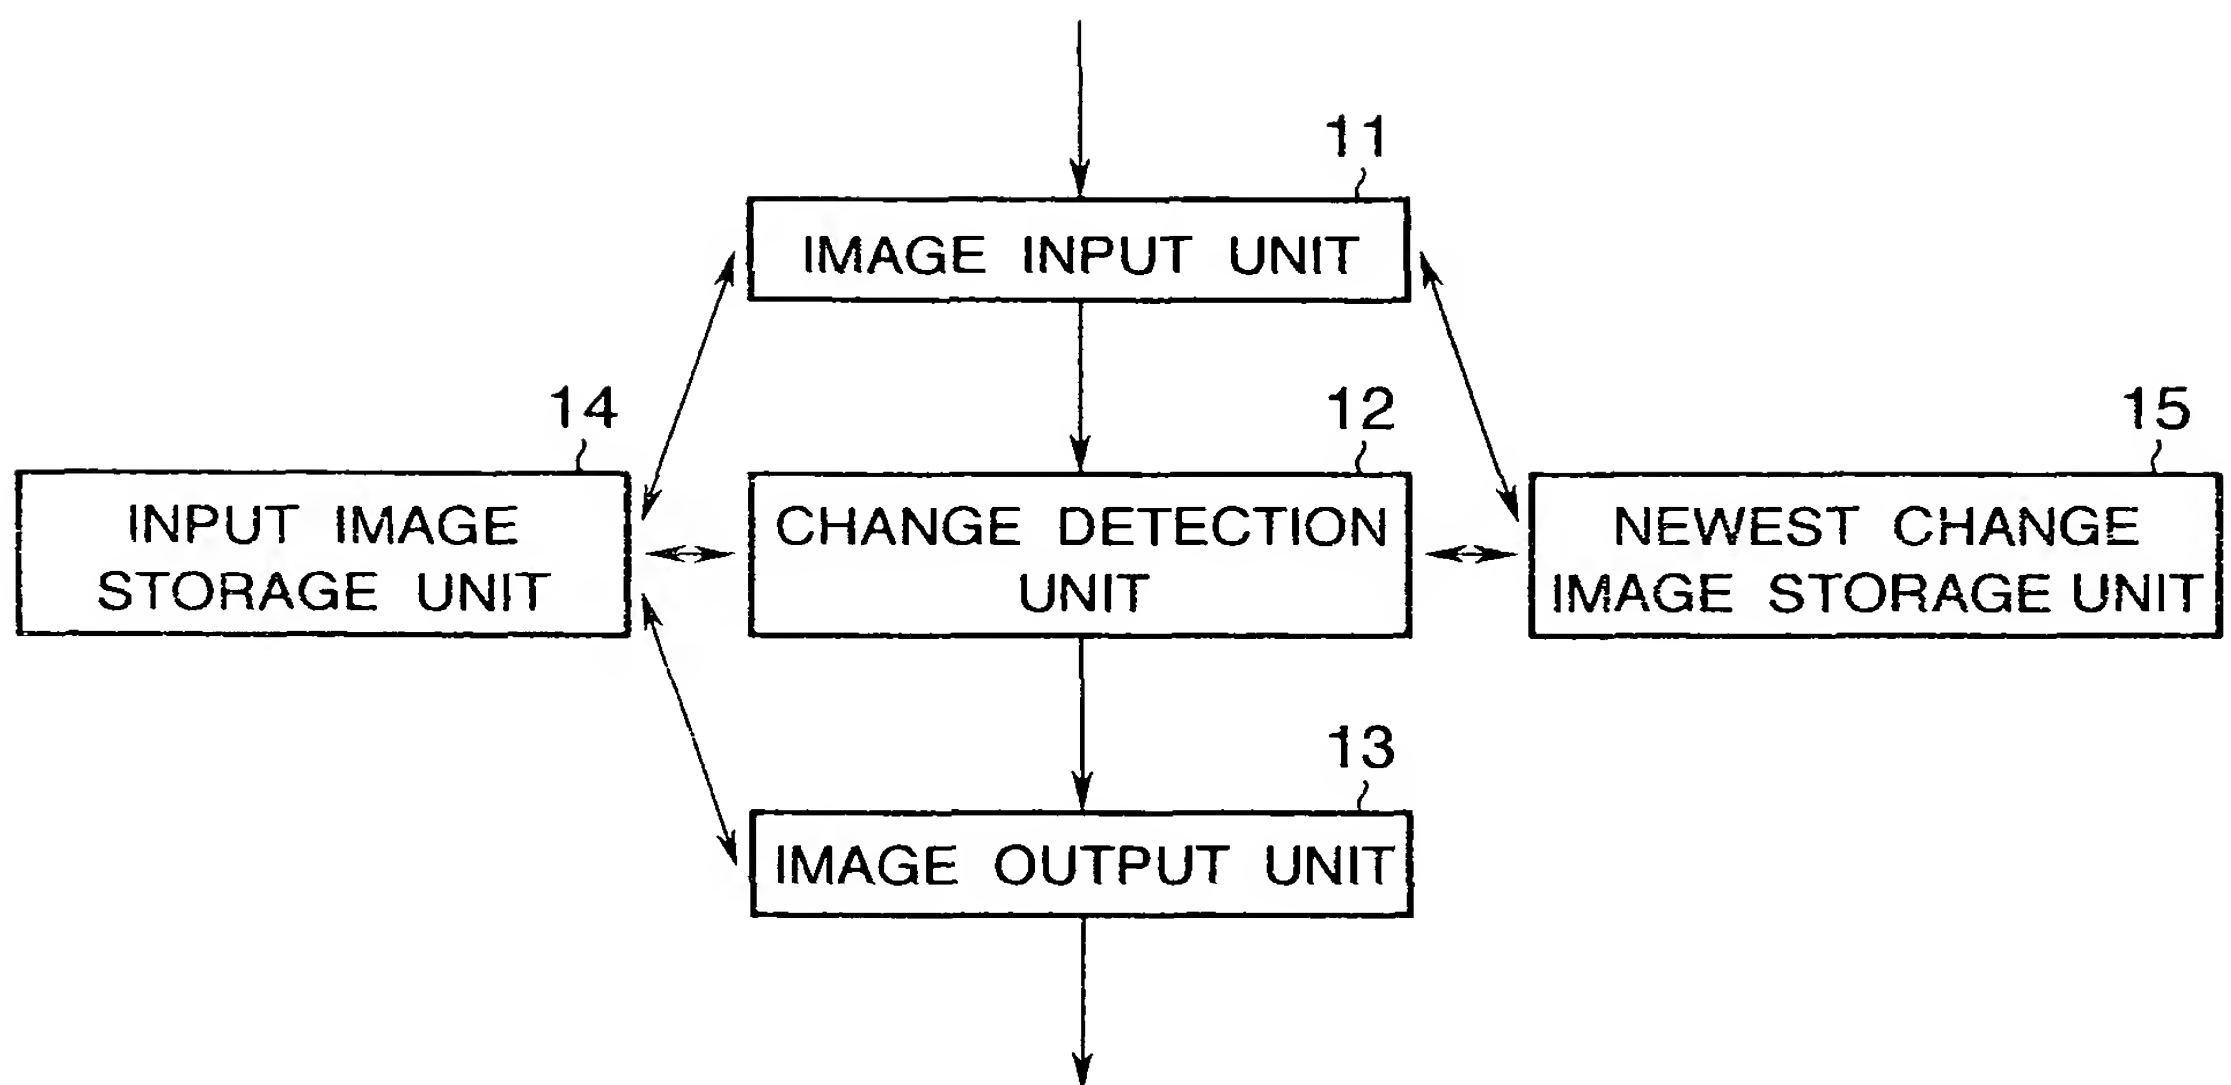 11
IMAGE INPUT UNIT
14
12
15
INPUT IMAGE
STORAGE UNIT
CHANGE DETECTION
UNIT
NEWEST CHANGE
IMAGE STORAGE UNIT
13
IMAGE OUTPUT UNIT